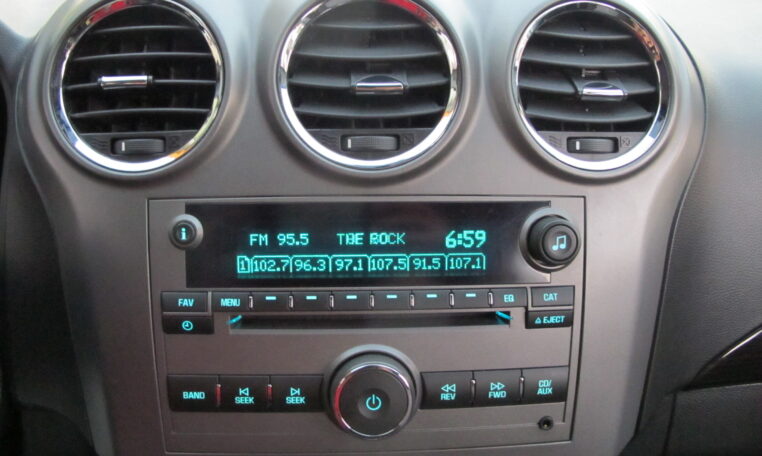 i
FM 95.5 THE ROCK 6:59
1 102.7 96.3 97.1 107.5 91.5 107.1
FAV MENU EQ CAT
EJECT
BAND SEEK SEEK REV FWD CD/
AUX